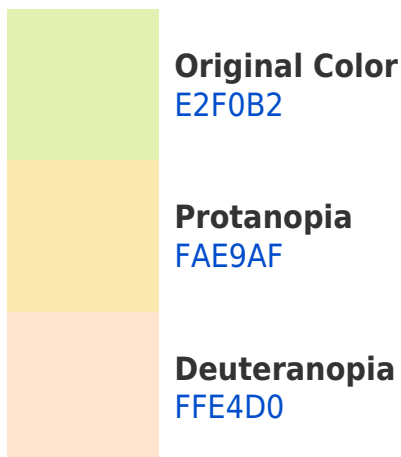 Original Color
E2F0B2
Protanopia
FAE9AF
Deuteranopia
FFE4D0